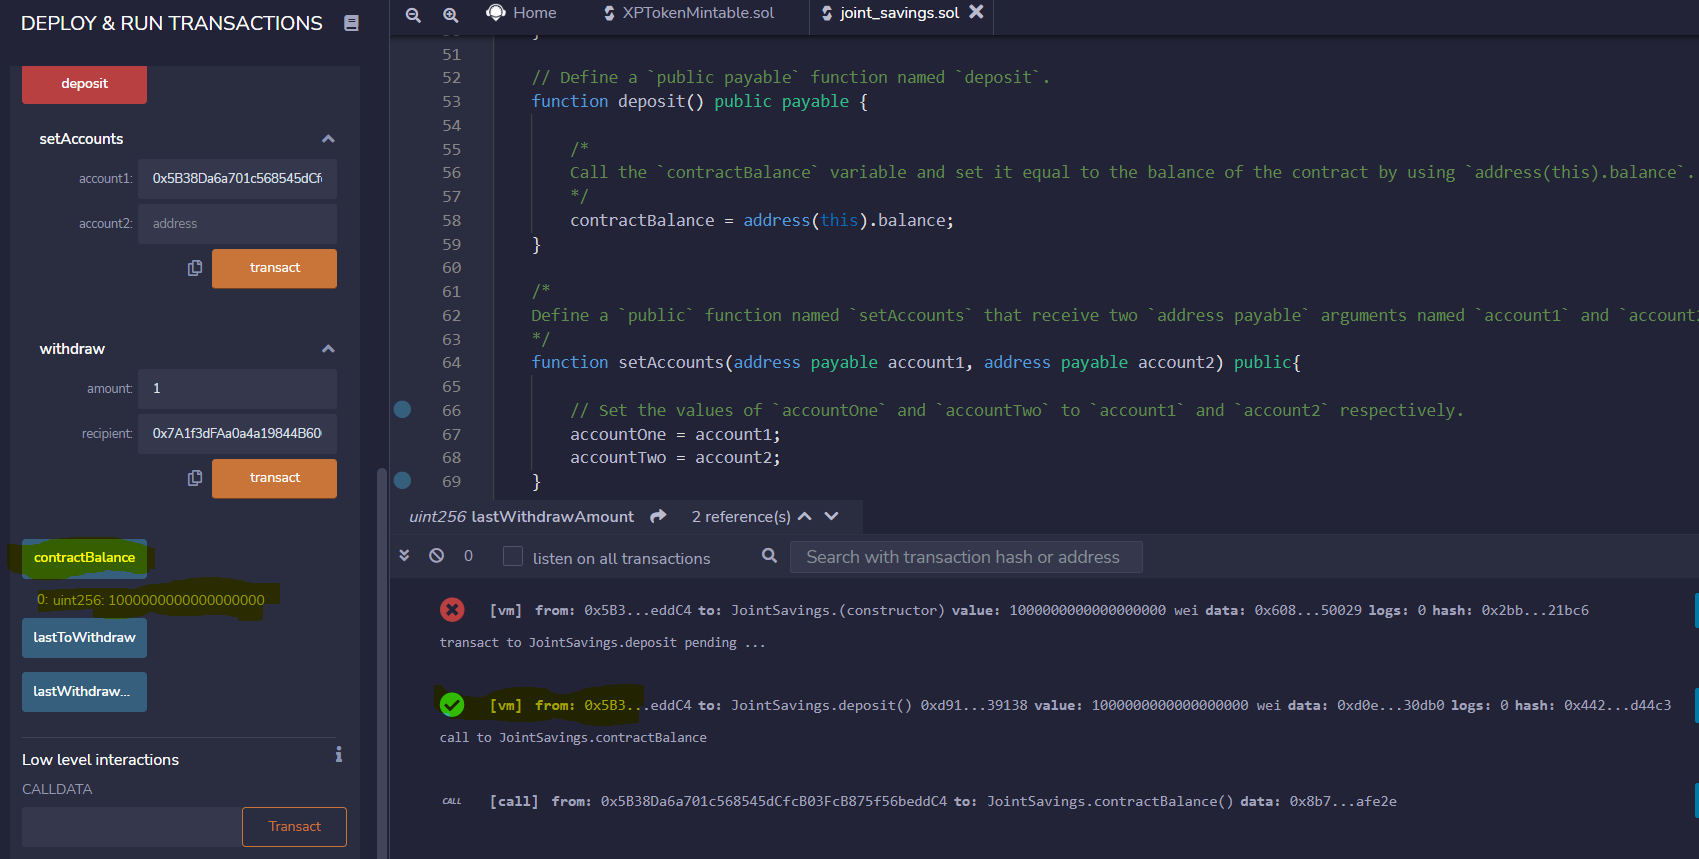 DEPLOY & RUN TRANSACTIONS
deposit
setAccounts
account1: 0x5B38Da6a701c568545dCf
account2: address
transact
withdraw
amount: 1
recipient: 0x7A1f3dFAa0a4a19844B60
transact
contractBalance
0: uint256: 1000000000000000000
lastToWithdraw
lastWithdraw...
Low level interactions
i
CALLDATA
Transact
Home
XPTokenMintable.sol
joint_savings.sol
51
52 // Define a `public payable` function named `deposit`.
53 function deposit() public payable {
54
55 /*
56 Call the `contractBalance` variable and set it equal to the balance of the contract by using `address(this).balance`.
57 */
58 contractBalance = address(this).balance;
59 }
60
61 /*
62 Define a `public` function named `setAccounts` that receive two `address payable` arguments named `account1` and `account2
63 */
64 function setAccounts(address payable account1, address payable account2) public{
65
66 // Set the values of `accountOne` and `accountTwo` to `account1` and `account2` respectively.
67 accountOne = account1;
68 accountTwo = account2;
69 }
uint256 lastWithdrawAmount 2 reference(s)
0 listen on all transactions Search with transaction hash or address
[vm] from: 0x5B3...eddC4 to: JointSavings.(constructor) value: 1000000000000000000 wei data: 0x608...50029 logs: 0 hash: 0x2bb...21bc6
transact to JointSavings.deposit pending ...
[vm] from: 0x5B3...eddC4 to: JointSavings.deposit() 0xd91...39138 value: 1000000000000000000 wei data: 0xd0e...30db0 logs: 0 hash: 0x442...d44c3
call to JointSavings.contractBalance
CALL [call] from: 0x5B38Da6a701c568545dCfcB03FcB875f56beddC4 to: JointSavings.contractBalance() data: 0x8b7...afe2e